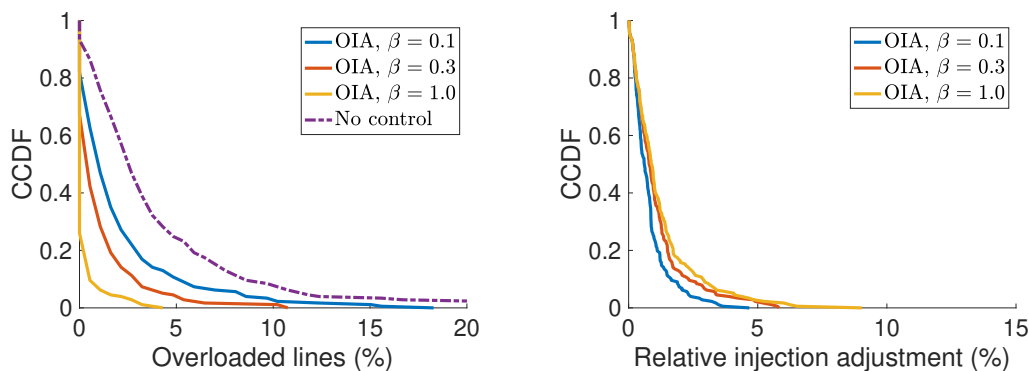 1
0.8
0.6
0.4
0.2
0
CCDF
0 5 10 15 20
Overloaded lines (%)
OIA, β = 0.1
OIA, β = 0.3
OIA, β = 1.0
No control
1
0.8
0.6
0.4
0.2
0
CCDF
0 5 10 15
Relative injection adjustment (%)
OIA, β = 0.1
OIA, β = 0.3
OIA, β = 1.0